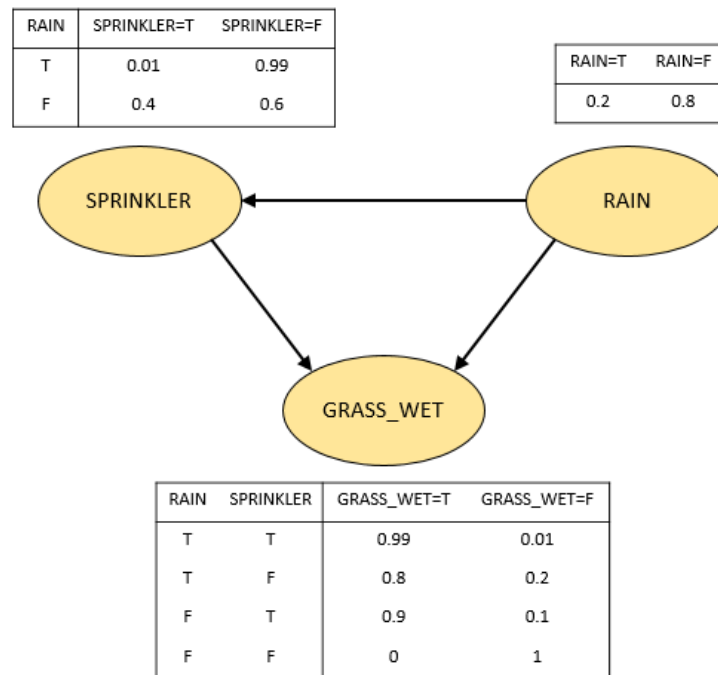 RAIN SPRINKLER=T SPRINKLER=F
T 0.01 0.99
F 0.4 0.6
RAIN=T RAIN=F
0.2 0.8
SPRINKLER
RAIN
GRASS_WET
RAIN SPRINKLER GRASS_WET=T GRASS_WET=F
T T 0.99 0.01
T F 0.8 0.2
F T 0.9 0.1
F F 0 1